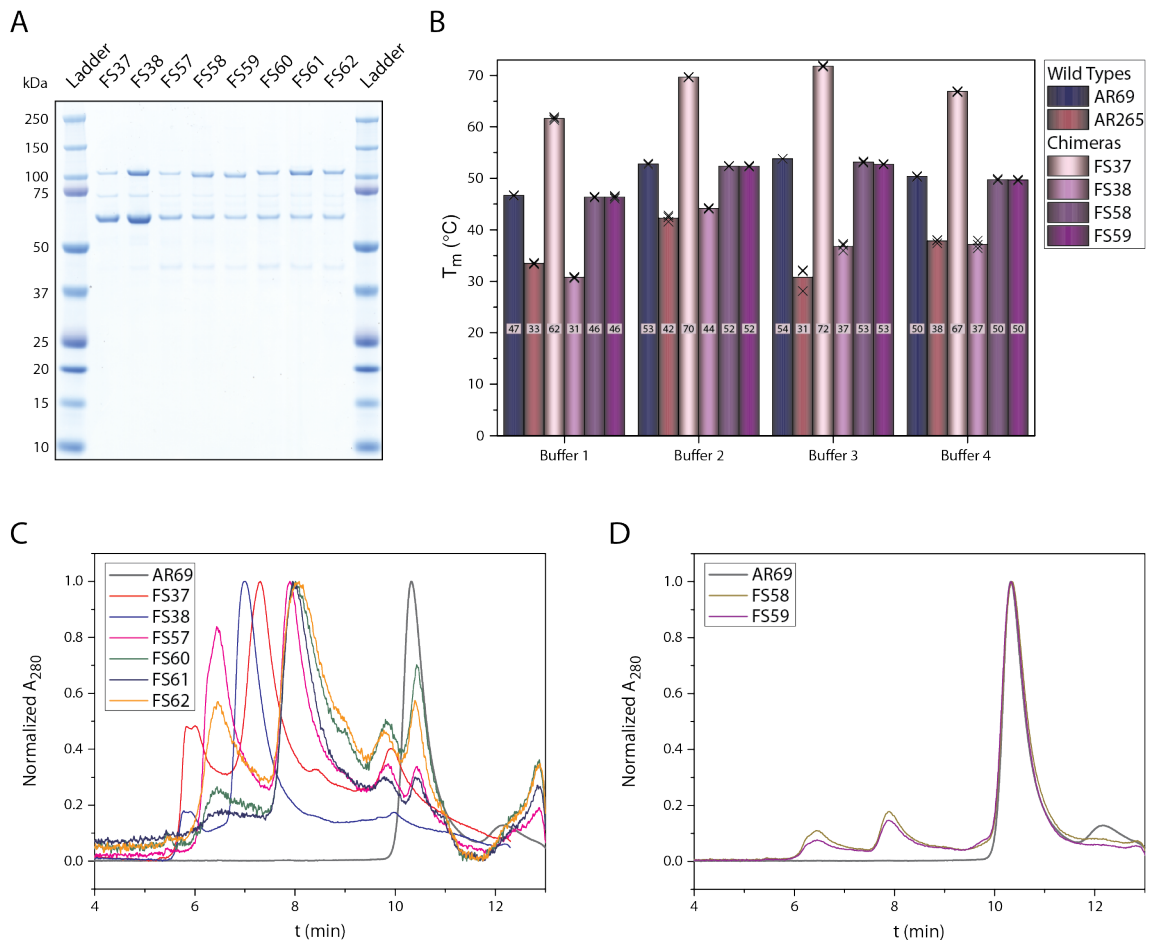 A
kDa
Ladder FS37 FS38 FS57 FS58 FS59 FS60 FS61 FS62 Ladder
250
150
100
75
50
37
25
20
15
10
B
Tm (°C)
70
60
50
40
30
20
10
0
47 33 62 31 46 46 53 42 70 44 52 52 54 31 72 37 53 53 50 38 67 37 50 50
Buffer 1 Buffer 2 Buffer 3 Buffer 4
Wild Types
AR69
AR265
Chimeras
FS37
FS38
FS58
FS59
C
Normalized A280
1.0
0.8
0.6
0.4
0.2
0.0
AR69
FS37
FS38
FS57
FS60
FS61
FS62
4 6 8 10 12
t (min)
D
Normalized A280
1.0
0.8
0.6
0.4
0.2
0.0
AR69
FS58
FS59
4 6 8 10 12
t (min)